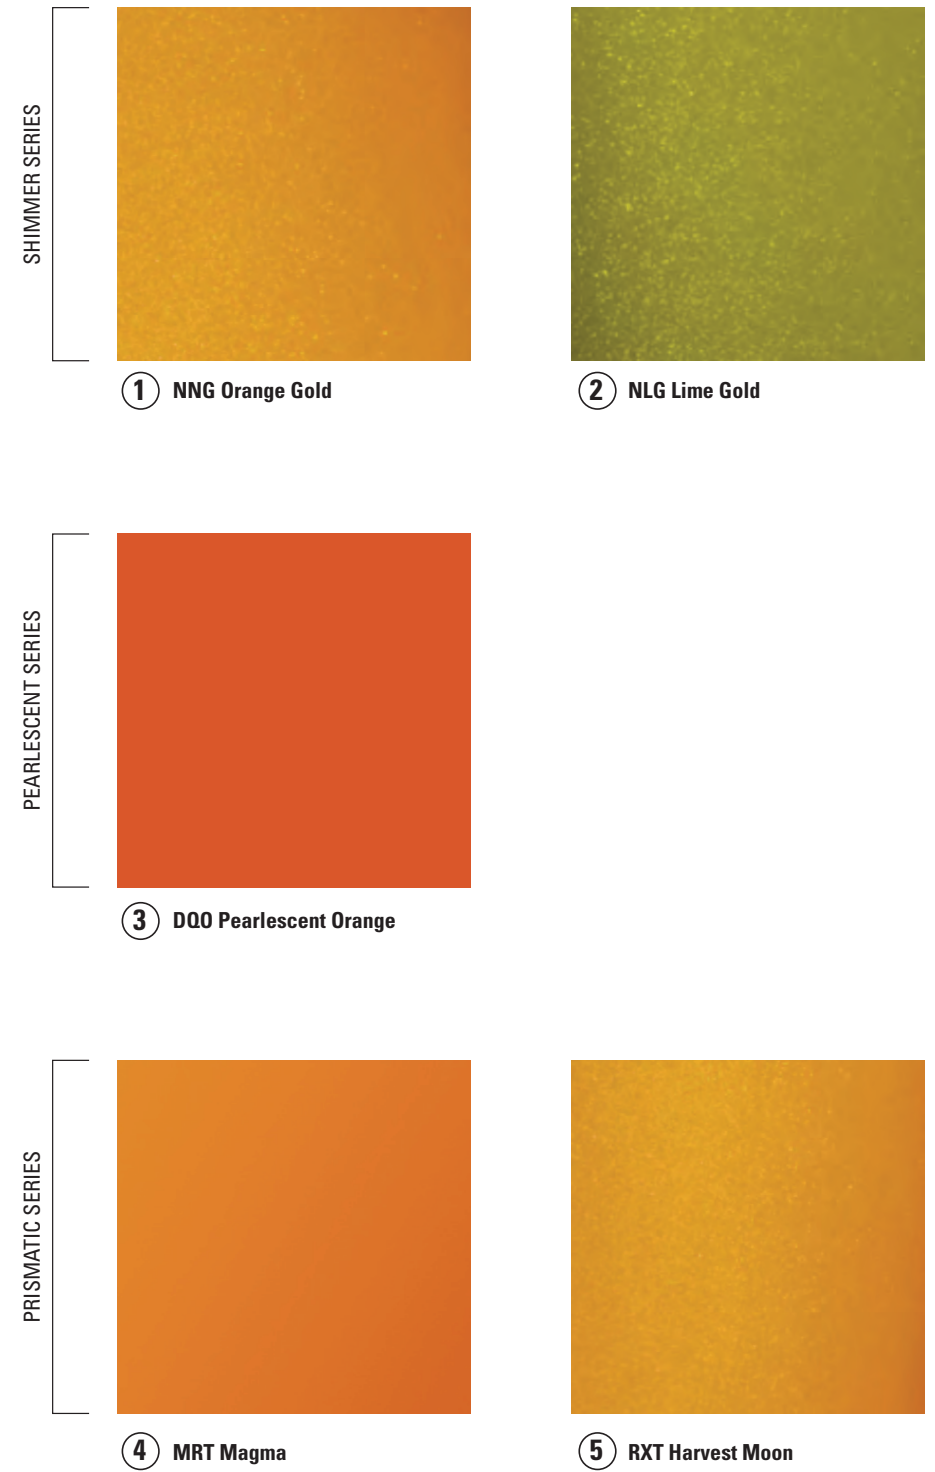 SHIMMER SERIES
1 NNG Orange Gold
2 NLG Lime Gold
PEARLESCENT SERIES
3 DQO Pearlescent Orange
PRISMATIC SERIES
4 MRT Magma
5 RXT Harvest Moon